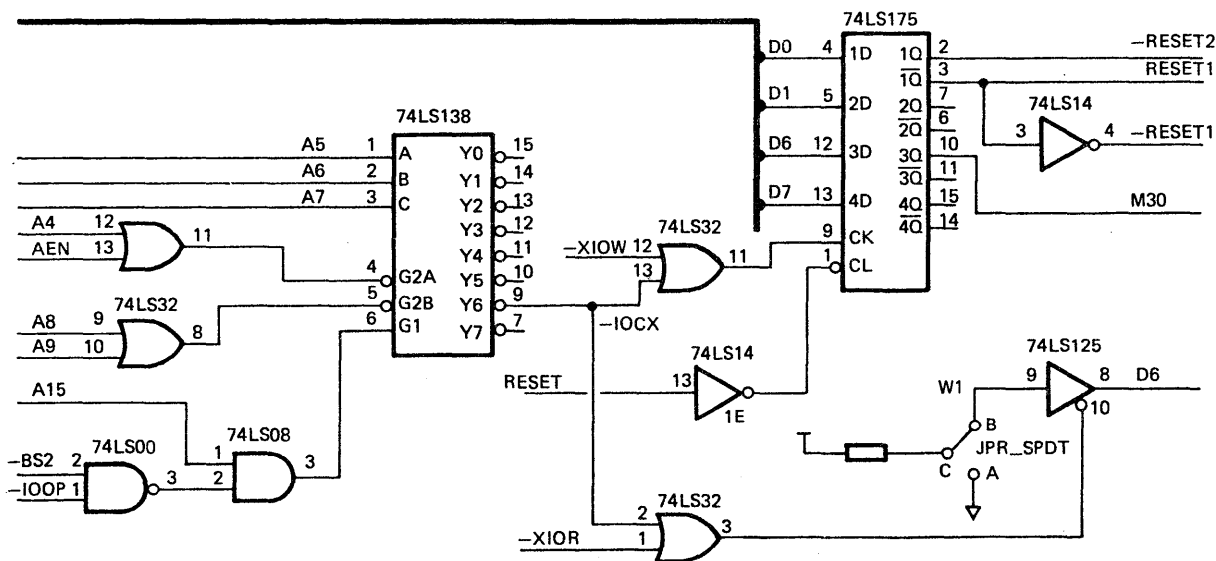 74LS175
D0 4 1D 1Q 2 -RESET2
1Q 3 RESET1
D1 5 2D 2Q 7
2Q 6
74LS14
3 4 -RESET1
D6 12 3D 3Q 10
3Q 11
M30
D7 13 4D 4Q 15
4Q 14
9 CK
1 CL
74LS138
A5 1 A Y0 15
A6 2 B Y1 14
A7 3 C Y2 13
Y3 12
Y4 11
Y5 10
Y6 9
Y7 7
A4 12
AEN 13
11
4 G2A
5 G2B
6 G1
74LS32
A8 9
A9 10
8
74LS32
-XIOW 12
13
11
-IOCX
A15
74LS00
-BS2 2
-IOOP 1
3
74LS08
1
2
3
74LS14
RESET 13
1E
74LS125
W1 9 8 D6
10
B
JPR_SPDT
C
A
74LS32
2
-XIOR 1
3